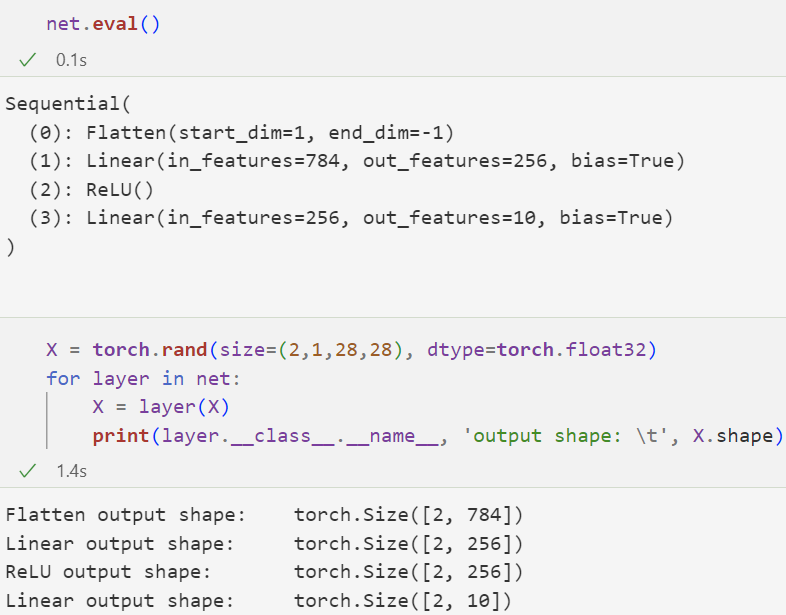 net.eval()
0.1s
Sequential(
(0): Flatten(start_dim=1, end_dim=-1)
(1): Linear(in_features=784, out_features=256, bias=True)
(2): ReLU()
(3): Linear(in_features=256, out_features=10, bias=True)
)
X = torch.rand(size=(2,1,28,28), dtype=torch.float32)
for layer in net:
X = layer(X)
print(layer.__class__.__name__, 'output shape: \t', X.shape)
1.4s
Flatten output shape: torch.Size([2, 784])
Linear output shape: torch.Size([2, 256])
ReLU output shape: torch.Size([2, 256])
Linear output shape: torch.Size([2, 10])